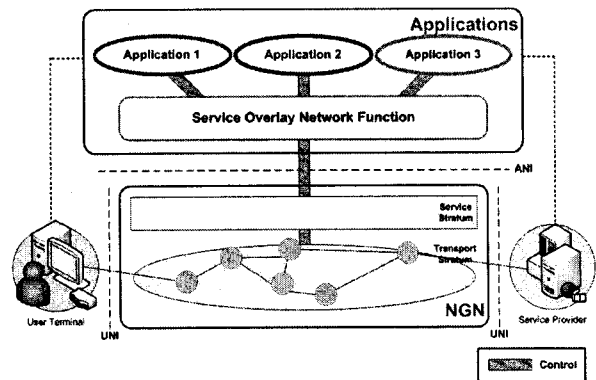 Applications
Application 1
Application 2
Application 3
Service Overlay Network Function
ANI
Service
Stratum
Transport
Stratum
NGN
User Terminal
UNI
UNI
Service Provider
Control